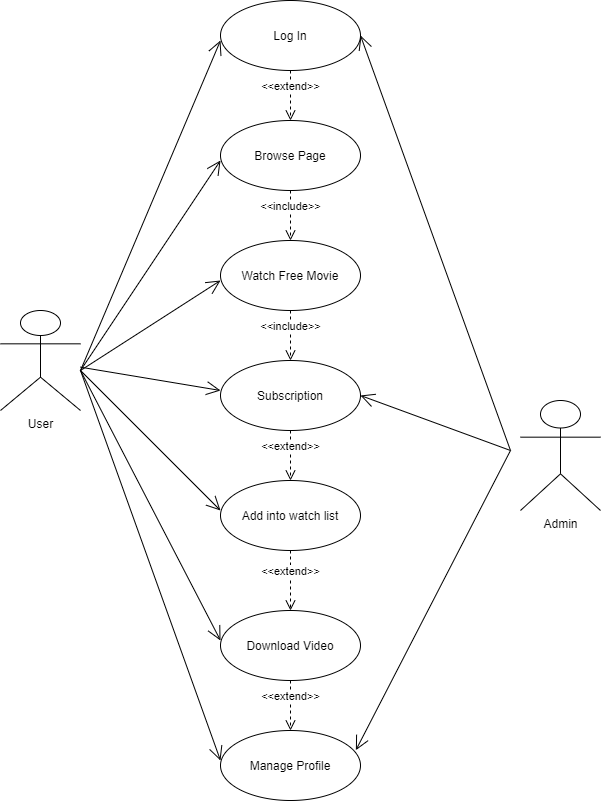 Log In
<<extend>>
Browse Page
<<include>>
Watch Free Movie
<<include>>
User
Subscription
<<extend>>
Add into watch list
Admin
<<extend>>
Download Video
<<extend>>
Manage Profile